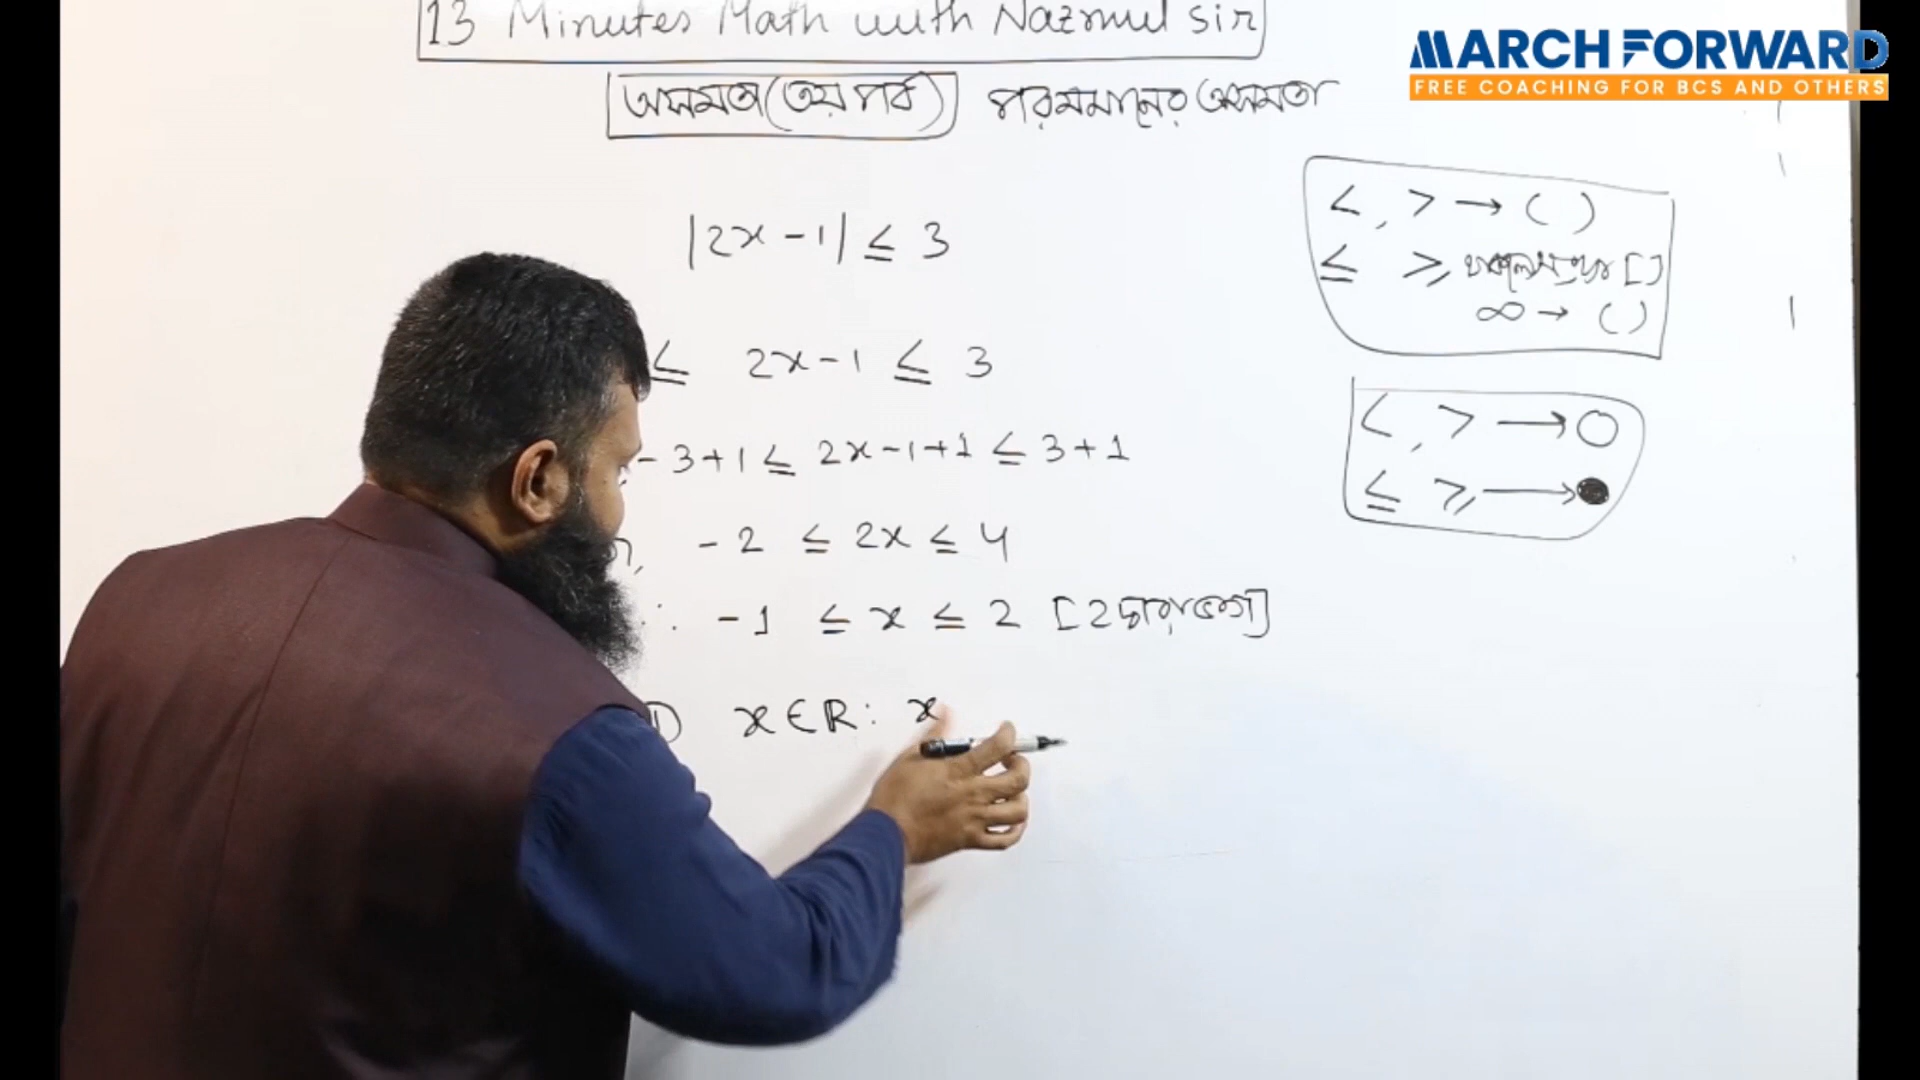 13 Minutes Math with Nazmul Sir
MARCH FORWARD
FREE COACHING FOR BCS AND OTHERS
অসমতা (৩য় পর্ব) পরমমানের অসমতা
|2x-1| ≤ 3
≤ 2x-1 ≤ 3
-3+1 ≤ 2x-1+1 ≤ 3+1
-2 ≤ 2x ≤ 4
∴ -1 ≤ x ≤ 2 [2 দ্বারা ভাগ]
x∈R: x
<, > → ( )
≤ ≥, []
∞ → ( )
<, > → ○
≤ ≥, → ●